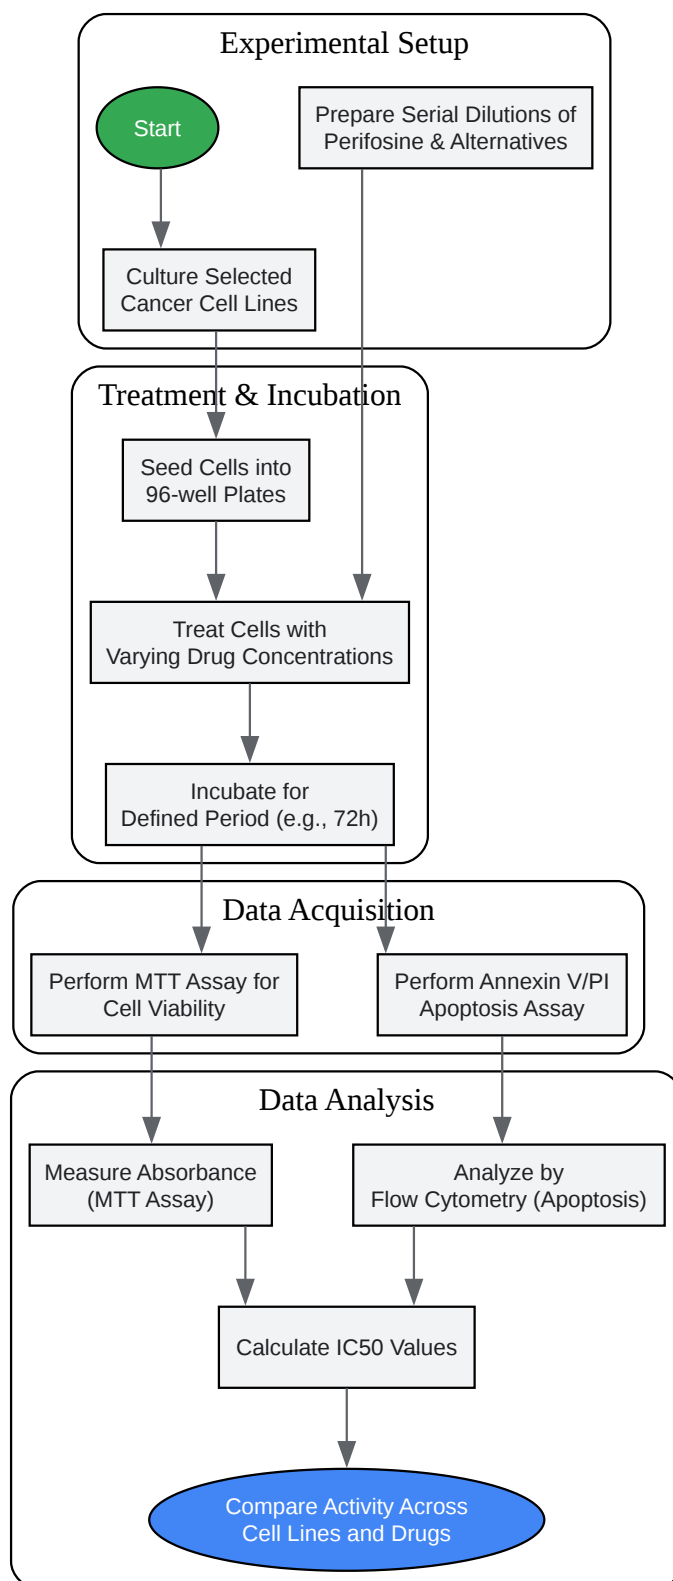 Experimental Setup
Start
Prepare Serial Dilutions of
Perifosine & Alternatives
Culture Selected
Cancer Cell Lines
Treatment & Incubation
Seed Cells into
96-well Plates
Treat Cells with
Varying Drug Concentrations
Incubate for
Defined Period (e.g., 72h)
Data Acquisition
Perform MTT Assay for
Cell Viability
Perform Annexin V/PI
Apoptosis Assay
Data Analysis
Measure Absorbance
(MTT Assay)
Analyze by
Flow Cytometry (Apoptosis)
Calculate IC50 Values
Compare Activity Across
Cell Lines and Drugs